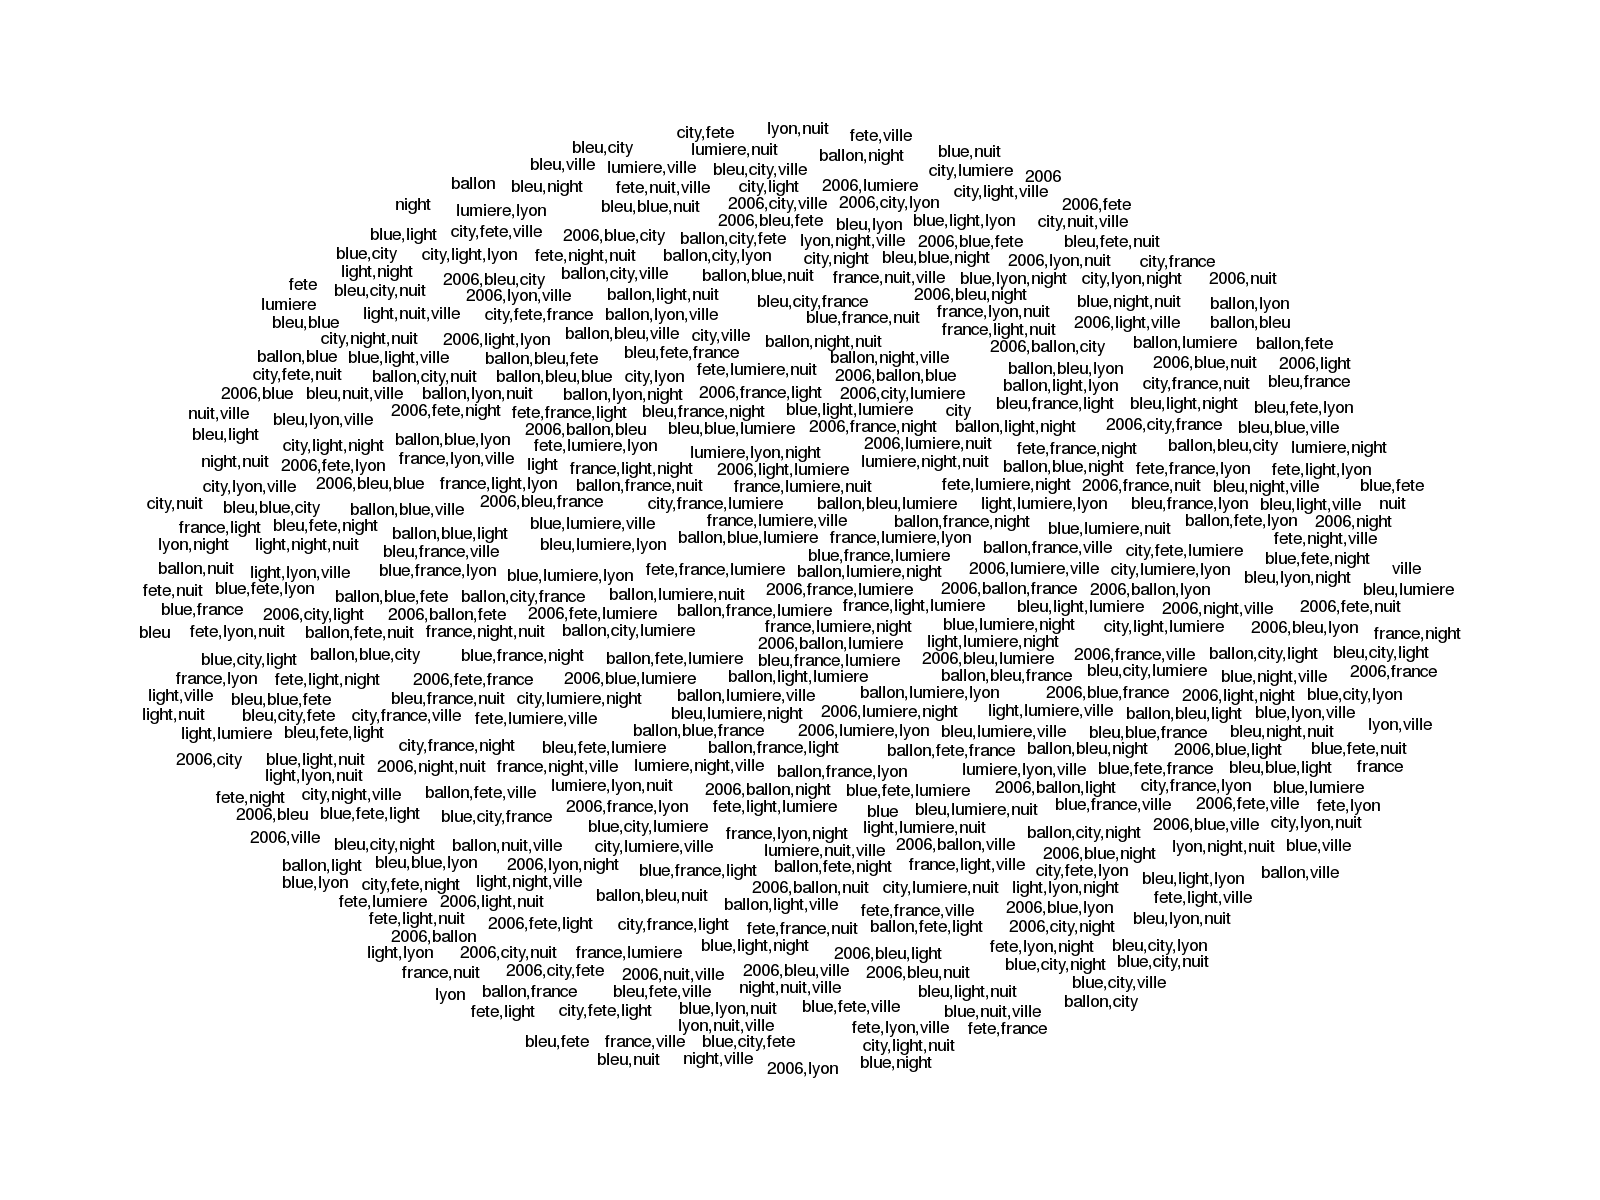 city,fete lyon,nuit fete,ville
bleu,city lumiere,nuit ballon,night blue,nuit
bleu,ville lumiere,ville bleu,city,ville city,lumiere 2006
ballon bleu,night fete,nuit,ville city,light 2006,lumiere city,light,ville
night lumiere,lyon bleu,blue,nuit 2006,city,ville 2006,city,lyon 2006,fete
2006,bleu,fete bleu,lyon blue,light,lyon city,nuit,ville
blue,light city,fete,ville 2006,blue,city ballon,city,fete lyon,night,ville 2006,blue,fete bleu,fete,nuit
blue,city city,light,lyon fete,night,nuit ballon,city,lyon city,night bleu,blue,night 2006,lyon,nuit city,france
light,night 2006,bleu,city ballon,city,ville ballon,blue,nuit france,nuit,ville blue,lyon,night city,lyon,night 2006,nuit
fete bleu,city,nuit 2006,lyon,ville ballon,light,nuit bleu,city,france 2006,bleu,night blue,night,nuit ballon,lyon
lumiere light,nuit,ville city,fete,france ballon,lyon,ville blue,france,nuit france,lyon,nuit
bleu,blue france,light,nuit 2006,light,ville ballon,bleu
city,night,nuit 2006,light,lyon ballon,bleu,ville city,ville ballon,night,nuit 2006,ballon,city ballon,lumiere ballon,fete
ballon,blue blue,light,ville ballon,bleu,fete bleu,fete,france ballon,night,ville 2006,blue,nuit 2006,light
city,fete,nuit ballon,city,nuit ballon,bleu,blue city,lyon fete,lumiere,nuit 2006,ballon,blue ballon,bleu,lyon
ballon,light,lyon city,france,nuit bleu,france
2006,blue bleu,nuit,ville ballon,lyon,nuit ballon,lyon,night 2006,france,light 2006,city,lumiere
nuit,ville bleu,lyon,ville 2006,fete,night fete,france,light bleu,france,night blue,light,lumiere city bleu,france,light bleu,light,night bleu,fete,lyon
bleu,light 2006,ballon,bleu bleu,blue,lumiere 2006,france,night ballon,light,night 2006,city,france bleu,blue,ville
city,light,night ballon,blue,lyon fete,lumiere,lyon lumiere,lyon,night 2006,lumiere,nuit fete,france,night ballon,bleu,city lumiere,night
night,nuit 2006,fete,lyon france,lyon,ville light france,light,night 2006,light,lumiere lumiere,night,nuit ballon,blue,night fete,france,lyon fete,light,lyon
city,lyon,ville 2006,bleu,blue france,light,lyon ballon,france,nuit france,lumiere,nuit fete,lumiere,night 2006,france,nuit bleu,night,ville blue,fete
city,nuit bleu,blue,city ballon,blue,ville 2006,bleu,france city,france,lumiere ballon,bleu,lumiere light,lumiere,lyon bleu,france,lyon bleu,light,ville nuit
france,light bleu,fete,night ballon,blue,light blue,lumiere,ville france,lumiere,ville ballon,france,night blue,lumiere,nuit ballon,fete,lyon 2006,night
lyon,night light,night,nuit bleu,france,ville bleu,lumiere,lyon ballon,blue,lumiere france,lumiere,lyon ballon,france,ville city,fete,lumiere fete,night,ville
blue,france,lumiere blue,fete,night
ballon,nuit light,lyon,ville blue,france,lyon blue,lumiere,lyon fete,france,lumiere ballon,lumiere,night 2006,lumiere,ville city,lumiere,lyon bleu,lyon,night ville
fete,nuit blue,fete,lyon ballon,blue,fete ballon,city,france ballon,lumiere,nuit 2006,france,lumiere 2006,ballon,france 2006,ballon,lyon bleu,lumiere
blue,france 2006,city,light 2006,ballon,fete 2006,fete,lumiere ballon,france,lumiere france,light,lumiere bleu,light,lumiere 2006,night,ville 2006,fete,nuit
bleu fete,lyon,nuit ballon,fete,nuit france,night,nuit ballon,city,lumiere france,lumiere,night blue,lumiere,night city,light,lumiere 2006,bleu,lyon france,night
2006,ballon,lumiere light,lumiere,night
blue,city,light ballon,blue,city blue,france,night ballon,fete,lumiere bleu,france,lumiere 2006,bleu,lumiere 2006,france,ville ballon,city,light bleu,city,light
france,lyon fete,light,night 2006,fete,france 2006,blue,lumiere ballon,light,lumiere ballon,bleu,france bleu,city,lumiere blue,night,ville 2006,france
light,ville bleu,blue,fete bleu,france,nuit city,lumiere,night ballon,lumiere,ville ballon,lumiere,lyon 2006,blue,france 2006,light,night blue,city,lyon
light,nuit bleu,city,fete city,france,ville fete,lumiere,ville bleu,lumiere,night 2006,lumiere,night light,lumiere,ville ballon,bleu,light blue,lyon,ville
light,lumiere bleu,fete,light ballon,blue,france 2006,lumiere,lyon bleu,lumiere,ville bleu,blue,france bleu,night,nuit lyon,ville
city,france,night bleu,fete,lumiere ballon,france,light ballon,fete,france ballon,bleu,night 2006,blue,light blue,fete,nuit
2006,city blue,light,nuit 2006,night,nuit france,night,ville lumiere,night,ville ballon,france,lyon lumiere,lyon,ville blue,fete,france bleu,blue,light france
light,lyon,nuit lumiere,lyon,nuit 2006,ballon,night blue,fete,lumiere 2006,ballon,light city,france,lyon blue,lumiere
fete,night city,night,ville ballon,fete,ville 2006,france,lyon fete,light,lumiere blue bleu,lumiere,nuit blue,france,ville 2006,fete,ville fete,lyon
2006,bleu blue,fete,light blue,city,france blue,city,lumiere france,lyon,night light,lumiere,nuit ballon,city,night 2006,blue,ville city,lyon,nuit
2006,ville bleu,city,night ballon,nuit,ville city,lumiere,ville lumiere,nuit,ville 2006,ballon,ville 2006,blue,night lyon,night,nuit blue,ville
ballon,light bleu,blue,lyon 2006,lyon,night blue,france,light ballon,fete,night france,light,ville city,fete,lyon ballon,ville
blue,lyon city,fete,night light,night,ville ballon,bleu,nuit 2006,ballon,nuit city,lumiere,nuit light,lyon,night bleu,light,lyon
fete,lumiere 2006,light,nuit ballon,light,ville fete,france,ville 2006,blue,lyon fete,light,ville
fete,light,nuit 2006,fete,light city,france,light fete,france,nuit ballon,fete,light 2006,city,night bleu,lyon,nuit
2006,ballon
light,lyon 2006,city,nuit france,lumiere blue,light,night 2006,bleu,light fete,lyon,night bleu,city,lyon
france,nuit 2006,city,fete 2006,nuit,ville 2006,bleu,ville 2006,bleu,nuit blue,city,night blue,city,nuit
lyon ballon,france bleu,fete,ville night,nuit,ville bleu,light,nuit blue,city,ville
fete,light city,fete,light blue,lyon,nuit blue,fete,ville blue,nuit,ville ballon,city
lyon,nuit,ville fete,lyon,ville fete,france
bleu,fete france,ville blue,city,fete city,light,nuit
bleu,nuit night,ville 2006,lyon blue,night